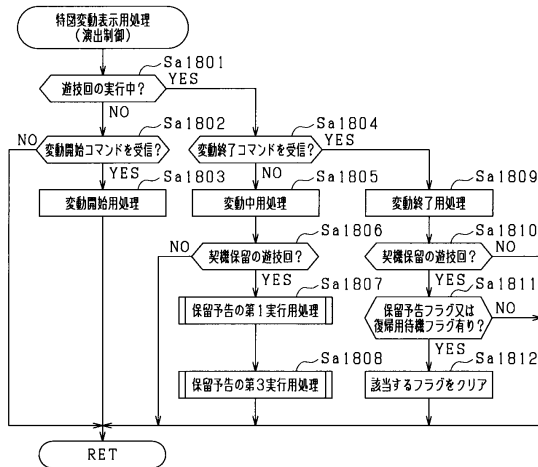 特図変動表示用処理
(演出制御)
Sa1801
遊技回の実行中?
YES
NO
Sa1802
Sa1804
NO
変動開始コマンドを受信?
変動終了コマンドを受信?
YES
YES
NO
Sa1803
Sa1805
Sa1809
変動開始用処理
変動中用処理
変動終了用処理
Sa1806
Sa1810
NO
契機保留の遊技回?
契機保留の遊技回?
NO
YES
YES
Sa1807
Sa1811
保留予告の第1実行用処理
保留予告フラグ又は
復帰用待機フラグ有り?
NO
YES
Sa1808
Sa1812
保留予告の第3実行用処理
該当するフラグをクリア
RET